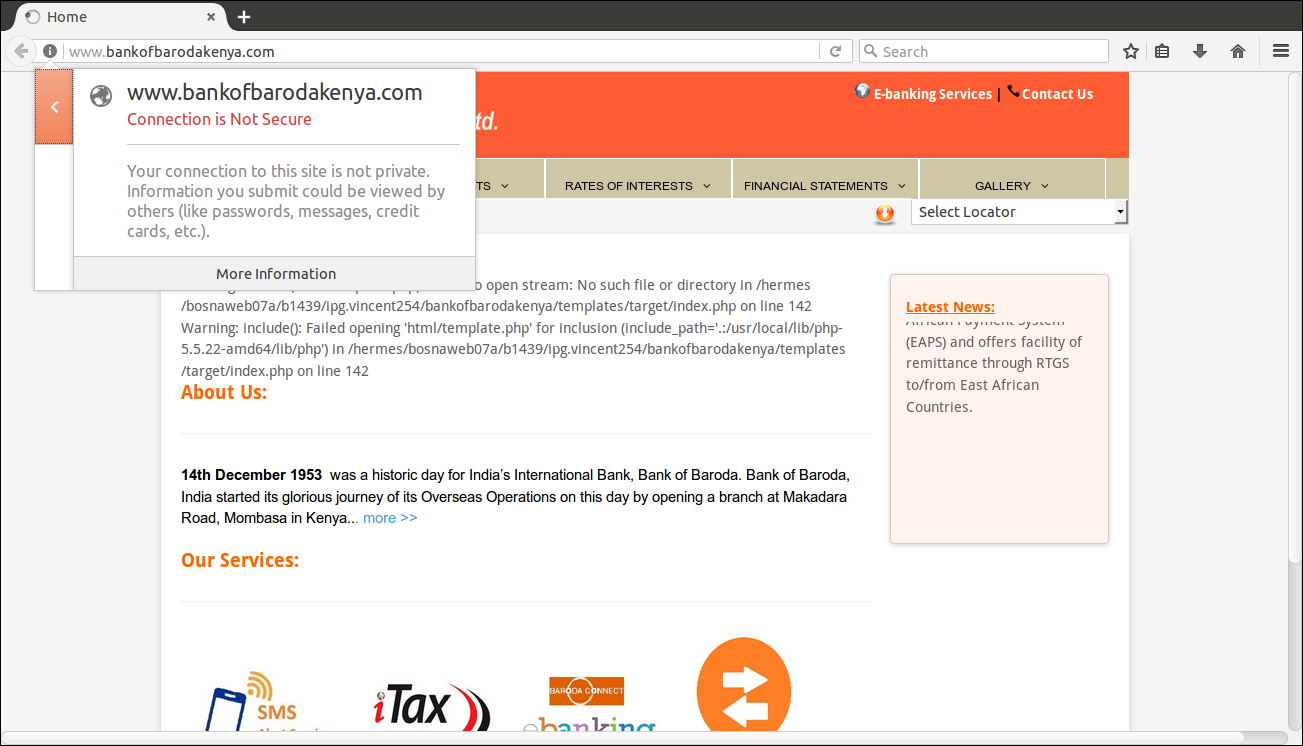 Home
www.bankofbarodakenya.com
Search
www.bankofbarodakenya.com
Connection is Not Secure
Your connection to this site is not private.
Information you submit could be viewed by
others (like passwords, messages, credit
cards, etc.).
More Information
E-banking Services | Contact Us
td.
TS
RATES OF INTERESTS
FINANCIAL STATEMENTS
GALLERY
Select Locator
open stream: No such file or directory in /hermes
/bosnaweb07a/b1439/ipg.vincent254/bankofbarodakenya/templates/target/index.php on line 142
Warning: include(): Failed opening 'html/template.php' for inclusion (include_path='.:/usr/local/lib/php-
5.5.22-amd64/lib/php') in /hermes/bosnaweb07a/b1439/ipg.vincent254/bankofbarodakenya/templates
/target/index.php on line 142
About Us:
14th December 1953 was a historic day for India's International Bank, Bank of Baroda. Bank of Baroda,
India started its glorious journey of its Overseas Operations on this day by opening a branch at Makadara
Road, Mombasa in Kenya... more >>
Our Services:
Latest News:
African Payment System
(EAPS) and offers facility of
remittance through RTGS
to/from East African
Countries.
SMS
iTax
BARODA CONNECT
ebanking